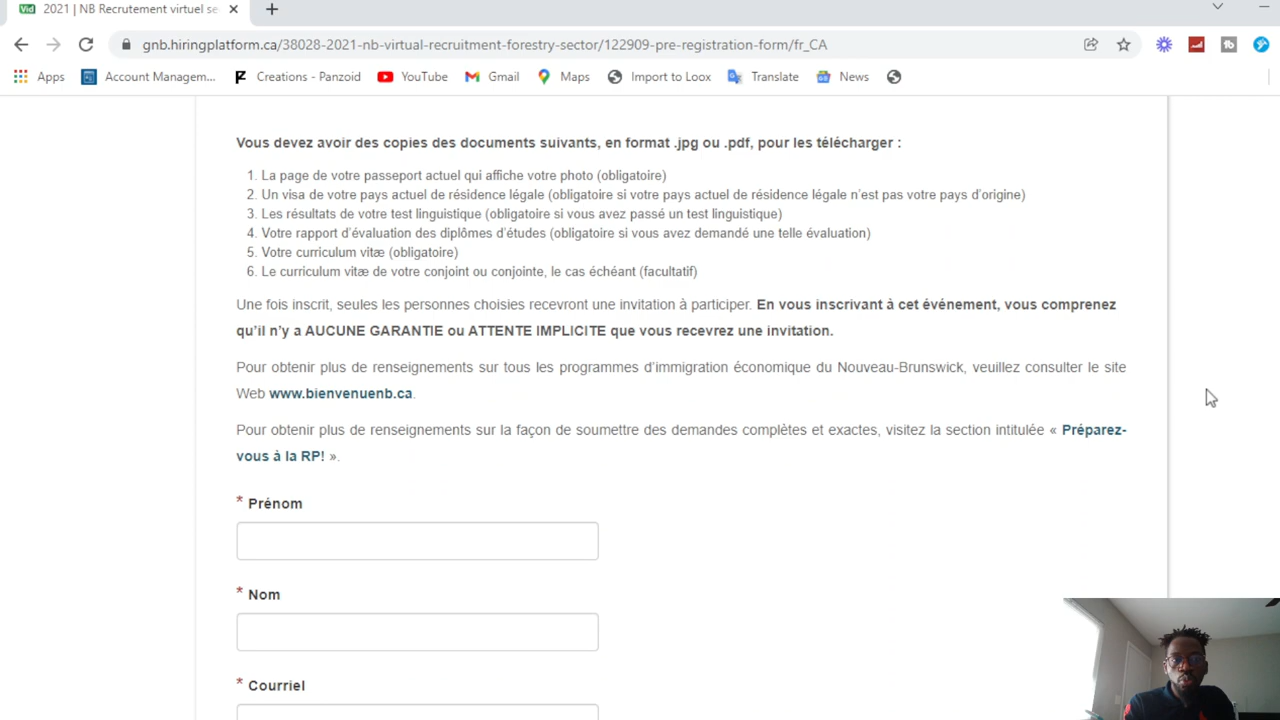 Vid 2021 | NB Recrutement virtuel se
gnb.hiringplatform.ca/38028-2021-nb-virtual-recruitment-forestry-sector/122909-pre-registration-form/fr_CA
Apps Account Managem... Creations - Panzoid YouTube Gmail Maps Import to Loox Translate News
Vous devez avoir des copies des documents suivants, en format .jpg ou .pdf, pour les télécharger :
1. La page de votre passeport actuel qui affiche votre photo (obligatoire)
2. Un visa de votre pays actuel de résidence légale (obligatoire si votre pays actuel de résidence légale n’est pas votre pays d’origine)
3. Les résultats de votre test linguistique (obligatoire si vous avez passé un test linguistique)
4. Votre rapport d’évaluation des diplômes d’études (obligatoire si vous avez demandé une telle évaluation)
5. Votre curriculum vitæ (obligatoire)
6. Le curriculum vitæ de votre conjoint ou conjointe, le cas échéant (facultatif)
Une fois inscrit, seules les personnes choisies recevront une invitation à participer. En vous inscrivant à cet événement, vous comprenez
qu’il n’y a AUCUNE GARANTIE ou ATTENTE IMPLICITE que vous recevrez une invitation.
Pour obtenir plus de renseignements sur tous les programmes d’immigration économique du Nouveau-Brunswick, veuillez consulter le site
Web www.bienvenuenb.ca.
Pour obtenir plus de renseignements sur la façon de soumettre des demandes complètes et exactes, visitez la section intitulée « Préparez-
vous à la RP! ».
* Prénom
* Nom
* Courriel